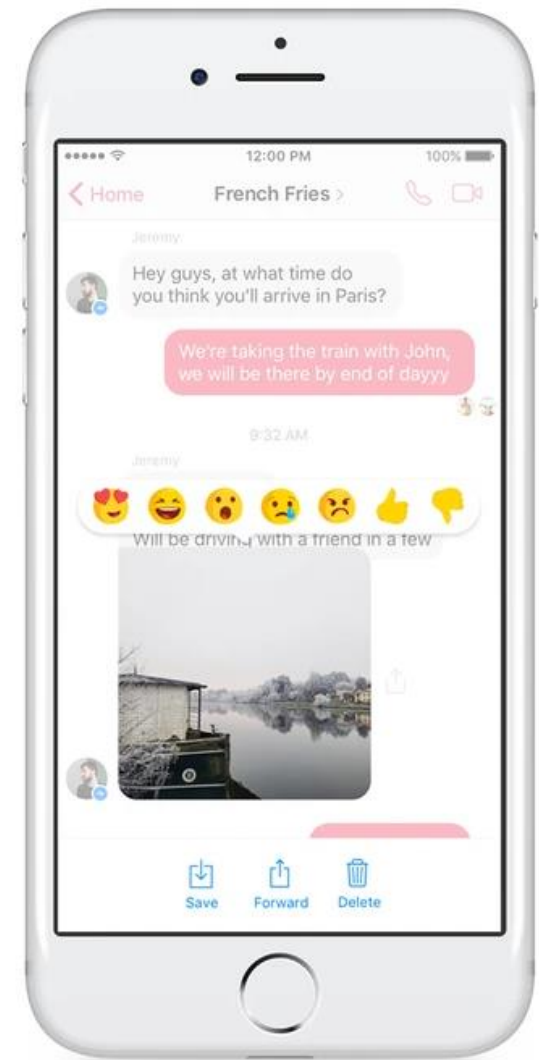 12:00 PM
100%
Home
French Fries
Jeremy
Hey guys, at what time do
you think you'll arrive in Paris?
We're taking the train with John,
we will be there by end of dayyy
9:32 AM
Jeremy
Will be driving with a friend in a few
Save
Forward
Delete